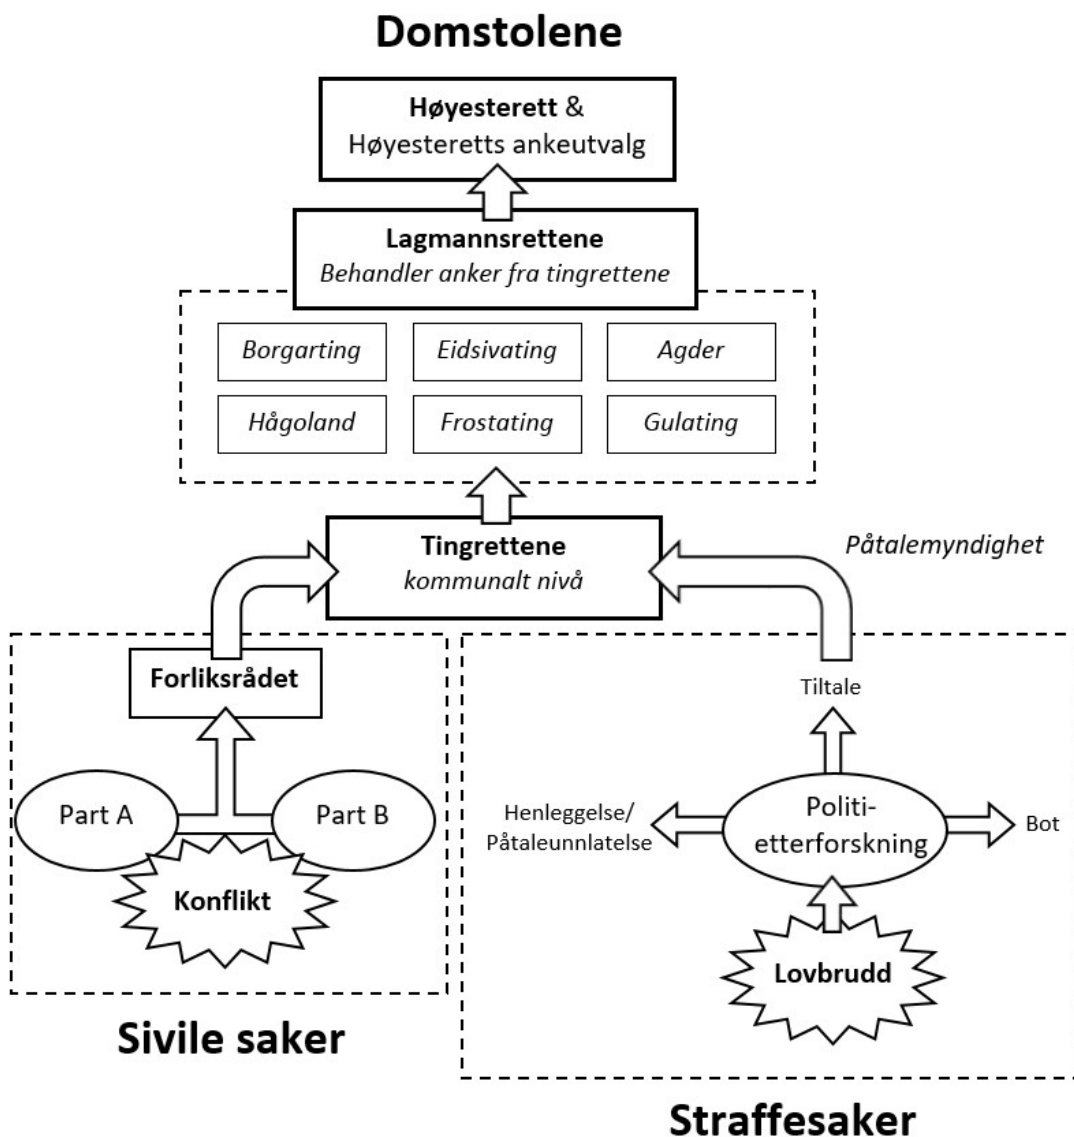 Domstolene
Høyesterett &
Høyesteretts ankeutvalg
Lagmannsrettene
Behandler anker fra tingrettene
Borgarting
Eidsivating
Agder
Hågoland
Frostating
Gulating
Tingrettene
kommunalt nivå
Påtalemyndighet
Forliksrådet
Part A
Part B
Konflikt
Sivile saker
Tiltale
Henleggelse/
Påtaleunnlatelse
Politi-
etterforskning
Bot
Lovbrudd
Straffesaker